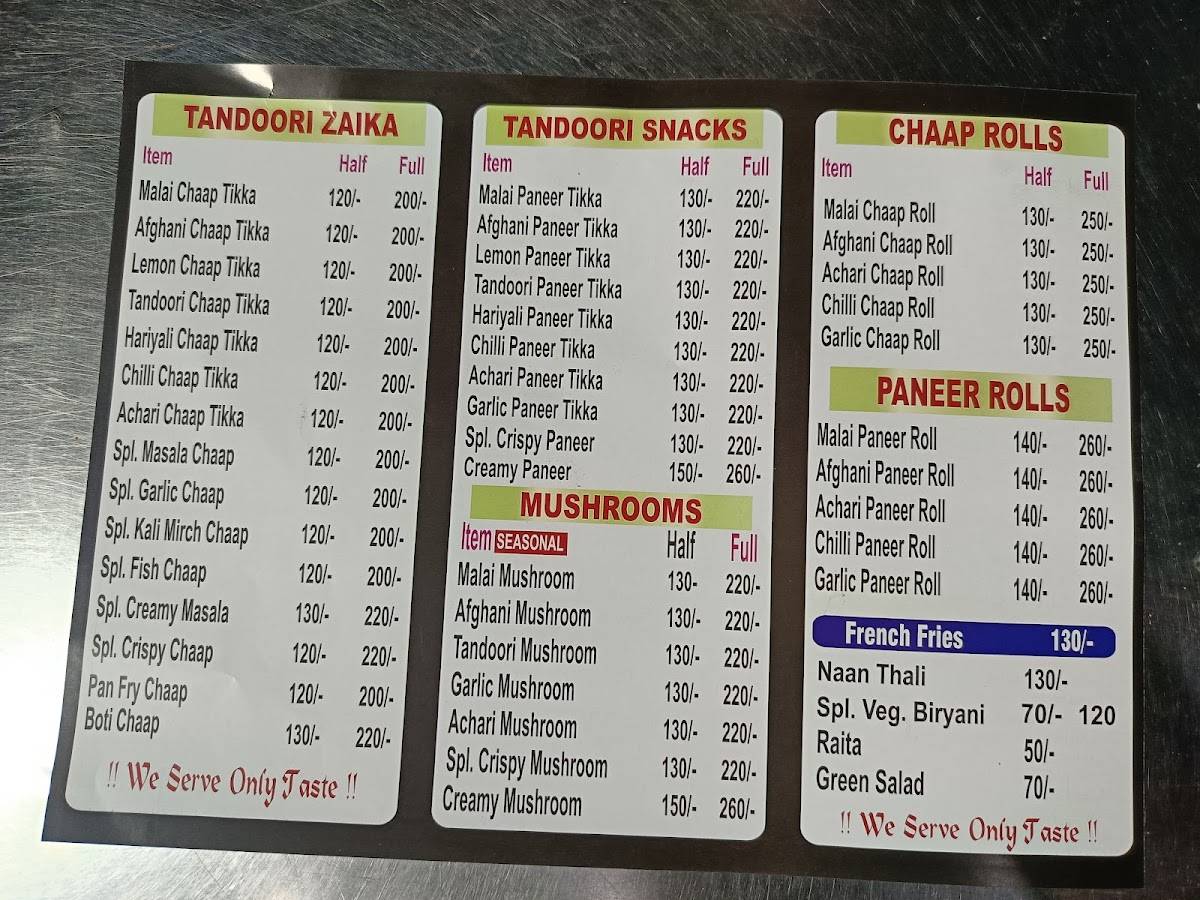 TANDOORI ZAIKA
Item Half Full
Malai Chaap Tikka 120/- 200/-
Afghani Chaap Tikka 120/- 200/-
Lemon Chaap Tikka 120/- 200/-
Tandoori Chaap Tikka 120/- 200/-
Hariyali Chaap Tikka 120/- 200/-
Chilli Chaap Tikka 120/- 200/-
Achari Chaap Tikka 120/- 200/-
Spl. Masala Chaap 120/- 200/-
Spl. Garlic Chaap 120/- 200/-
Spl. Kali Mirch Chaap 120/- 200/-
Spl. Fish Chaap 120/- 200/-
Spl. Creamy Masala 130/- 220/-
Spl. Crispy Chaap 120/- 220/-
Pan Fry Chaap 120/- 200/-
Boti Chaap 130/- 220/-
!! We Serve Only Taste !!
TANDOORI SNACKS
Item Half Full
Malai Paneer Tikka 130/- 220/-
Afghani Paneer Tikka 130/- 220/-
Lemon Paneer Tikka 130/- 220/-
Tandoori Paneer Tikka 130/- 220/-
Hariyali Paneer Tikka 130/- 220/-
Chilli Paneer Tikka 130/- 220/-
Achari Paneer Tikka 130/- 220/-
Garlic Paneer Tikka 130/- 220/-
Spl. Crispy Paneer 130/- 220/-
Creamy Paneer 150/- 260/-
MUSHROOMS
Item SEASONAL Half Full
Malai Mushroom 130- 220/-
Afghani Mushroom 130/- 220/-
Tandoori Mushroom 130/- 220/-
Garlic Mushroom 130/- 220/-
Achari Mushroom 130/- 220/-
Spl. Crispy Mushroom 130/- 220/-
Creamy Mushroom 150/- 260/-
CHAAP ROLLS
Item Half Full
Malai Chaap Roll 130/- 250/-
Afghani Chaap Roll 130/- 250/-
Achari Chaap Roll 130/- 250/-
Chilli Chaap Roll 130/- 250/-
Garlic Chaap Roll 130/- 250/-
PANEER ROLLS
Malai Paneer Roll 140/- 260/-
Afghani Paneer Roll 140/- 260/-
Achari Paneer Roll 140/- 260/-
Chilli Paneer Roll 140/- 260/-
Garlic Paneer Roll 140/- 260/-
French Fries 130/-
Naan Thali 130/-
Spl. Veg. Biryani 70/- 120
Raita 50/-
Green Salad 70/-
!! We Serve Only Taste !!